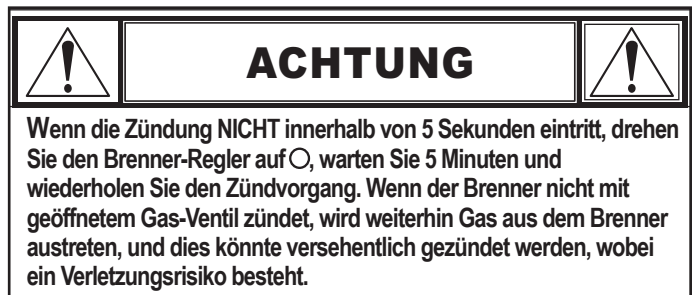 ACHTUNG
Wenn die Zündung NICHT innerhalb von 5 Sekunden eintritt, drehen
Sie den Brenner-Regler auf O, warten Sie 5 Minuten und
wiederholen Sie den Zündvorgang. Wenn der Brenner nicht mit
geöffnetem Gas-Ventil zündet, wird weiterhin Gas aus dem Brenner
austreten, und dies könnte versehentlich gezündet werden, wobei
ein Verletzungsrisiko besteht.